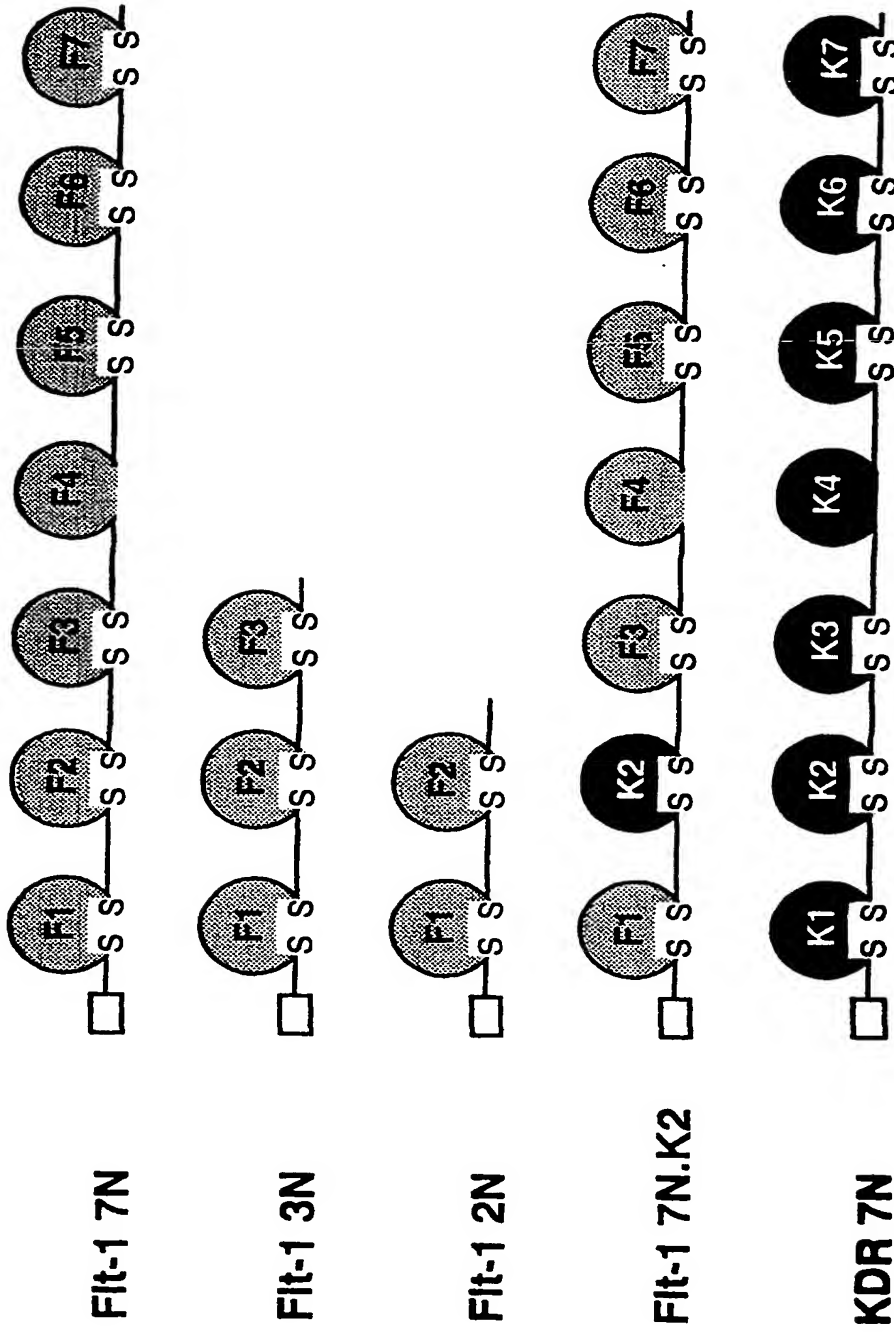 Flt-1 7N
F1 F2 F3 F4 F5 F6 F7
S S S S S S S S S S S S
Flt-1 3N
F1 F2 F3
S S S S S S
Flt-1 2N
F1 F2
S S S S
Flt-1 7N.K2
F1 K2 F3 F4 F5 F6 F7
S S S S S S S S S S S S
KDR 7N
K1 K2 K3 K4 K5 K6 K7
S S S S S S S S S S S S